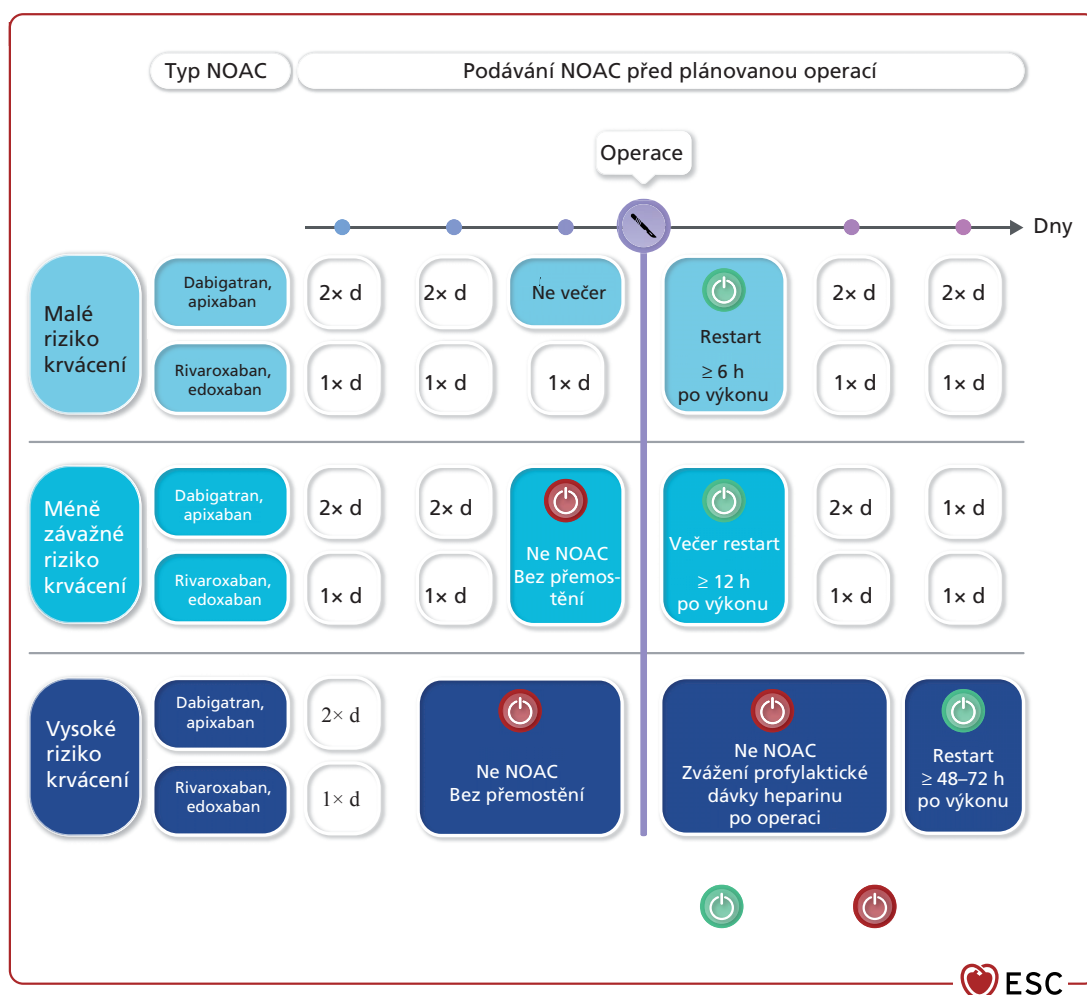 Typ NOAC
Podávání NOAC před plánovanou operací
Operace
Dny
Malé
riziko
krvácení
Dabigatran,
apixaban
2× d
2× d
Ne večer
Restart
≥ 6 h
po výkonu
2× d
2× d
Rivaroxaban,
edoxaban
1× d
1× d
1× d
1× d
1× d
Méně
závažné
riziko
krvácení
Dabigatran,
apixaban
2× d
2× d
Ne NOAC
Bez přemos-
tění
Večer restart
≥ 12 h
po výkonu
2× d
1× d
Rivaroxaban,
edoxaban
1× d
1× d
1× d
1× d
Vysoké
riziko
krvácení
Dabigatran,
apixaban
2× d
Ne NOAC
Bez přemostění
Ne NOAC
Zvážení profylaktické
dávky heparinu
po operaci
Restart
≥ 48–72 h
po výkonu
Rivaroxaban,
edoxaban
1× d
ESC